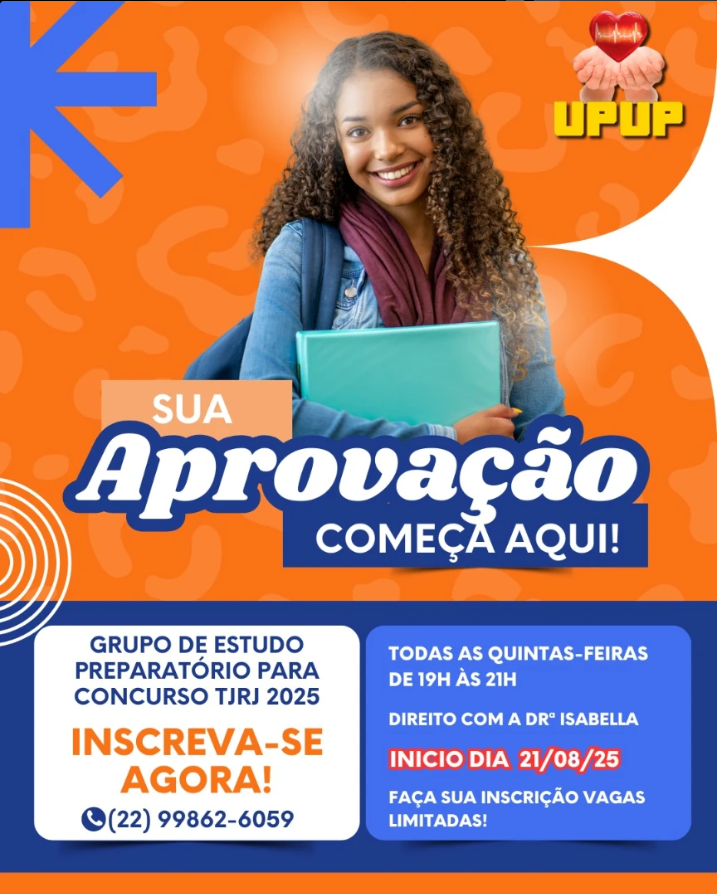 UPUP
SUA
Aprovação
COMEÇA AQUI!
GRUPO DE ESTUDO
PREPARATÓRIO PARA
CONCURSO TJRJ 2025
INSCREVA-SE
AGORA!
(22) 99862-6059
TODAS AS QUINTAS-FEIRAS
DE 19H ÀS 21H
DIREITO COM A DRª ISABELLA
INICIO DIA 21/08/25
FAÇA SUA INSCRIÇÃO VAGAS
LIMITADAS!